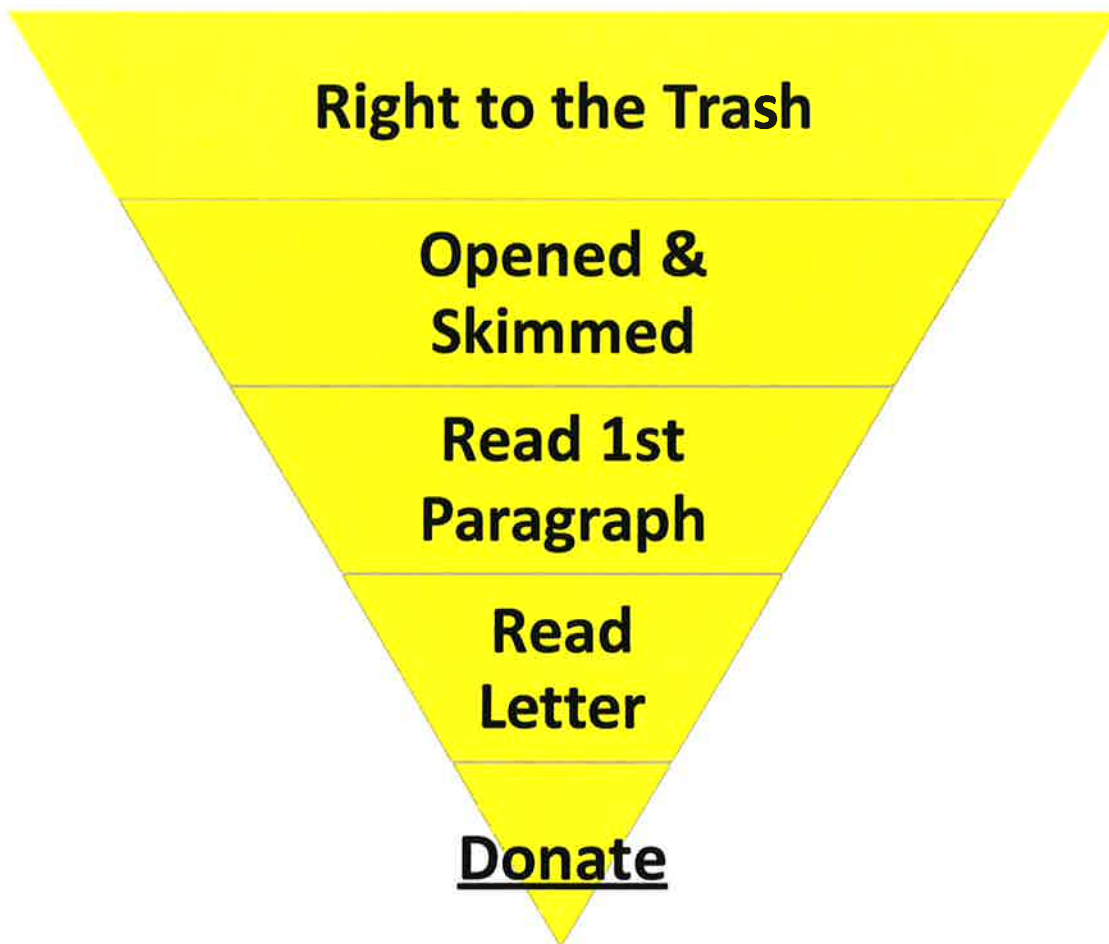 Right to the Trash
Opened &
Skimmed
Read 1st
Paragraph
Read
Letter
Donate